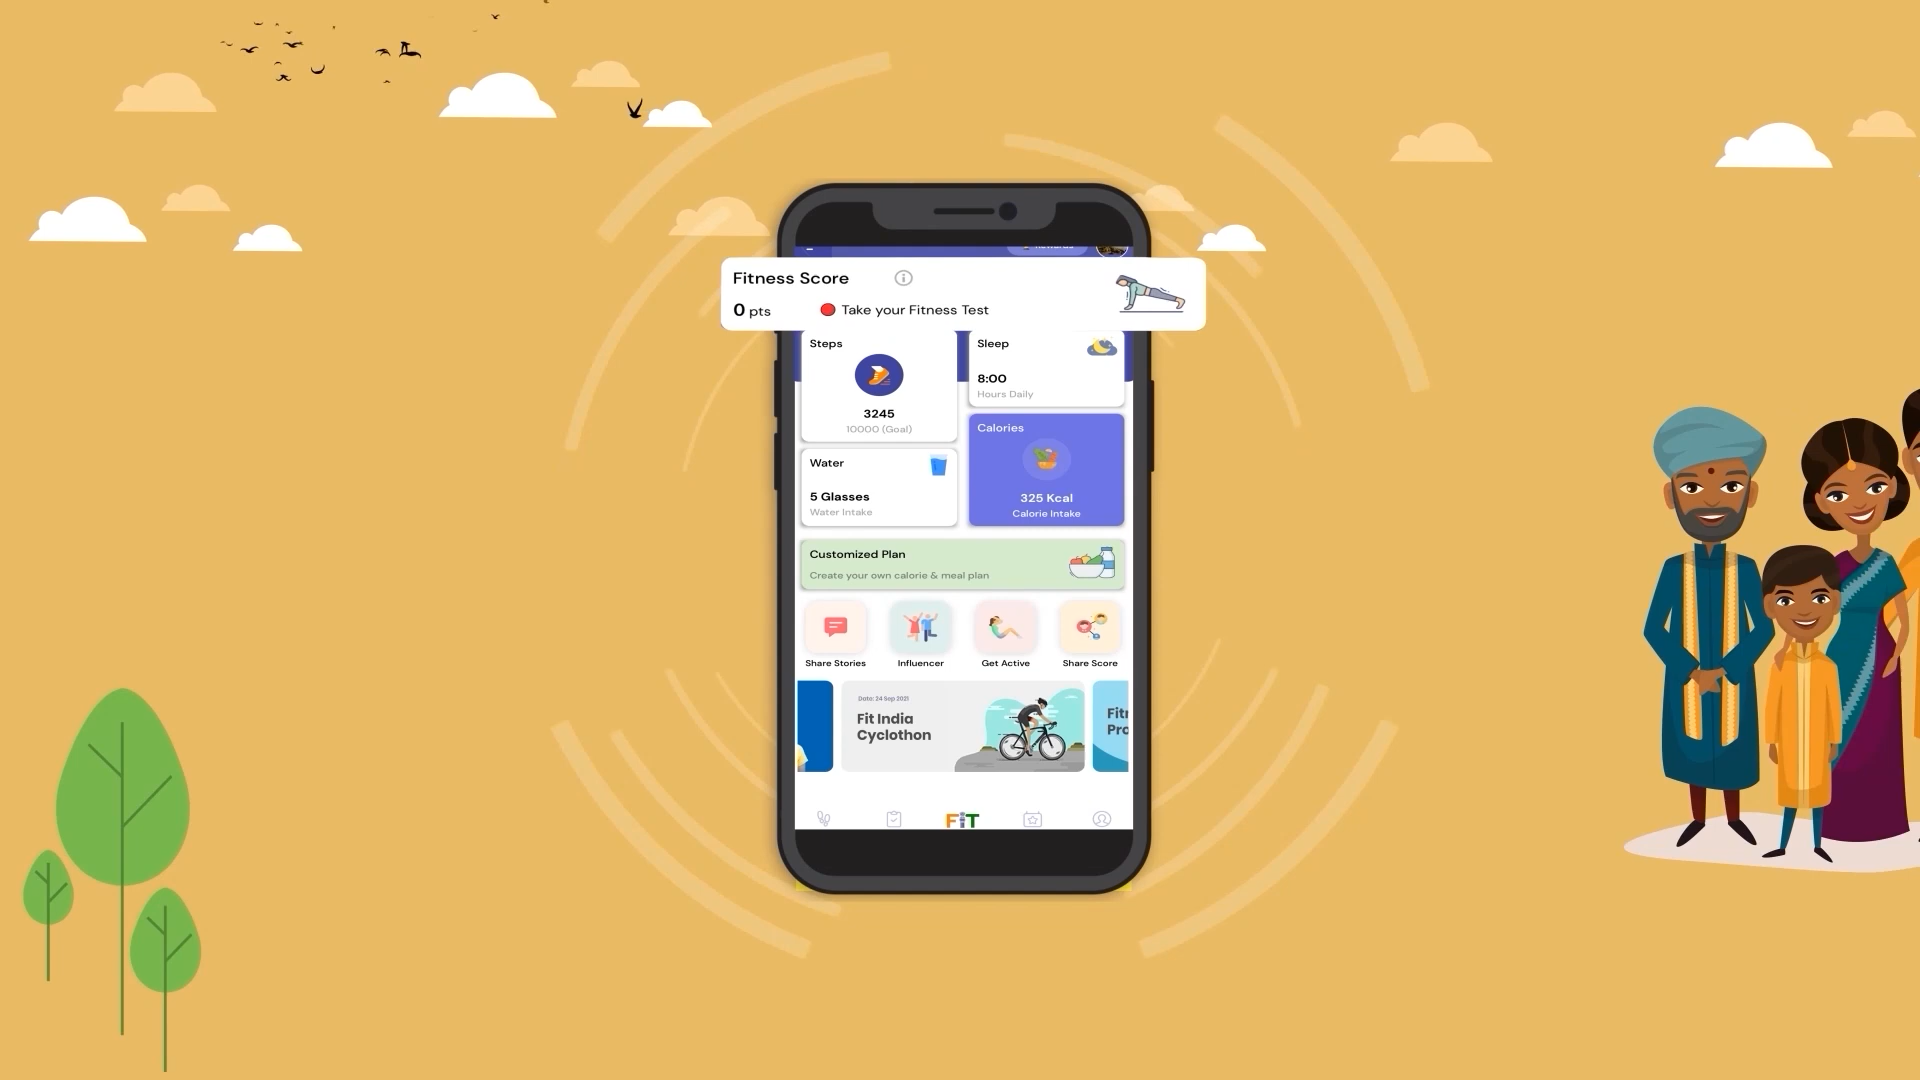 Fitness Score
0 pts
Take your Fitness Test
Steps
3245
10000 (Goal)
Sleep
8:00
Hours Daily
Water
5 Glasses
Water Intake
Calories
325 Kcal
Calorie Intake
Customized Plan
Create your own calorie & meal plan
Share Stories
Influencer
Get Active
Share Score
Date: 24 Sep 2021
Fit India
Cyclothon
FiT